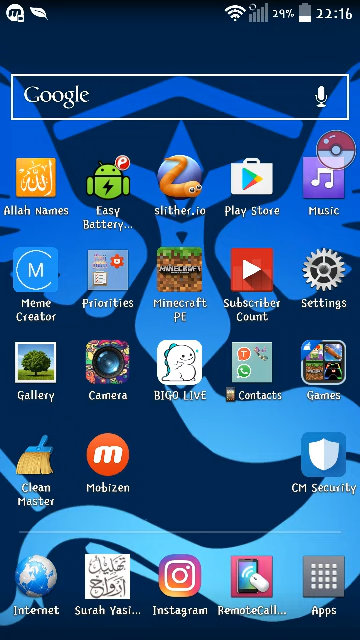 29% 22:16
Google
Allah Names
Easy Battery...
slither.io
Play Store
Music
M
MINECRAFT
Meme Creator
Priorities
Minecraft PE
Subscriber Count
Settings
Gallery
Camera
BIGO LIVE
Contacts
Games
Clean Master
Mobizen
CM Security
Internet
Surah Yasi...
Instagram
RemoteCall...
Apps